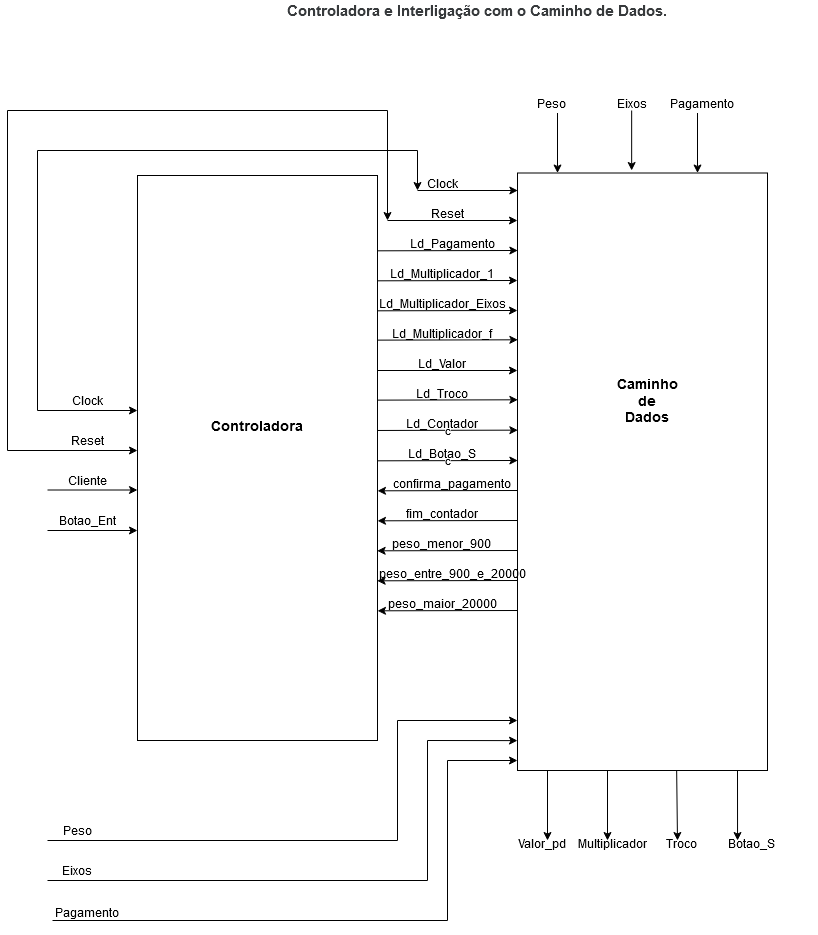 Controladora e Interligação com o Caminho de Dados.
Peso
Eixos
Pagamento
Clock
Reset
Ld_Pagamento
Ld_Multiplicador_1
Ld_Multiplicador_Eixos
Ld_Multiplicador_f
Ld_Valor
Ld_Troco
Ld_Contador
c
Ld_Botao_S
c
confirma_pagamento
fim_contador
peso_menor_900
peso_entre_900_e_20000
peso_maior_20000
Caminho
de
Dados
Controladora
Clock
Reset
Cliente
Botao_Ent
Peso
Eixos
Pagamento
Valor_pd
Multiplicador
Troco
Botao_S